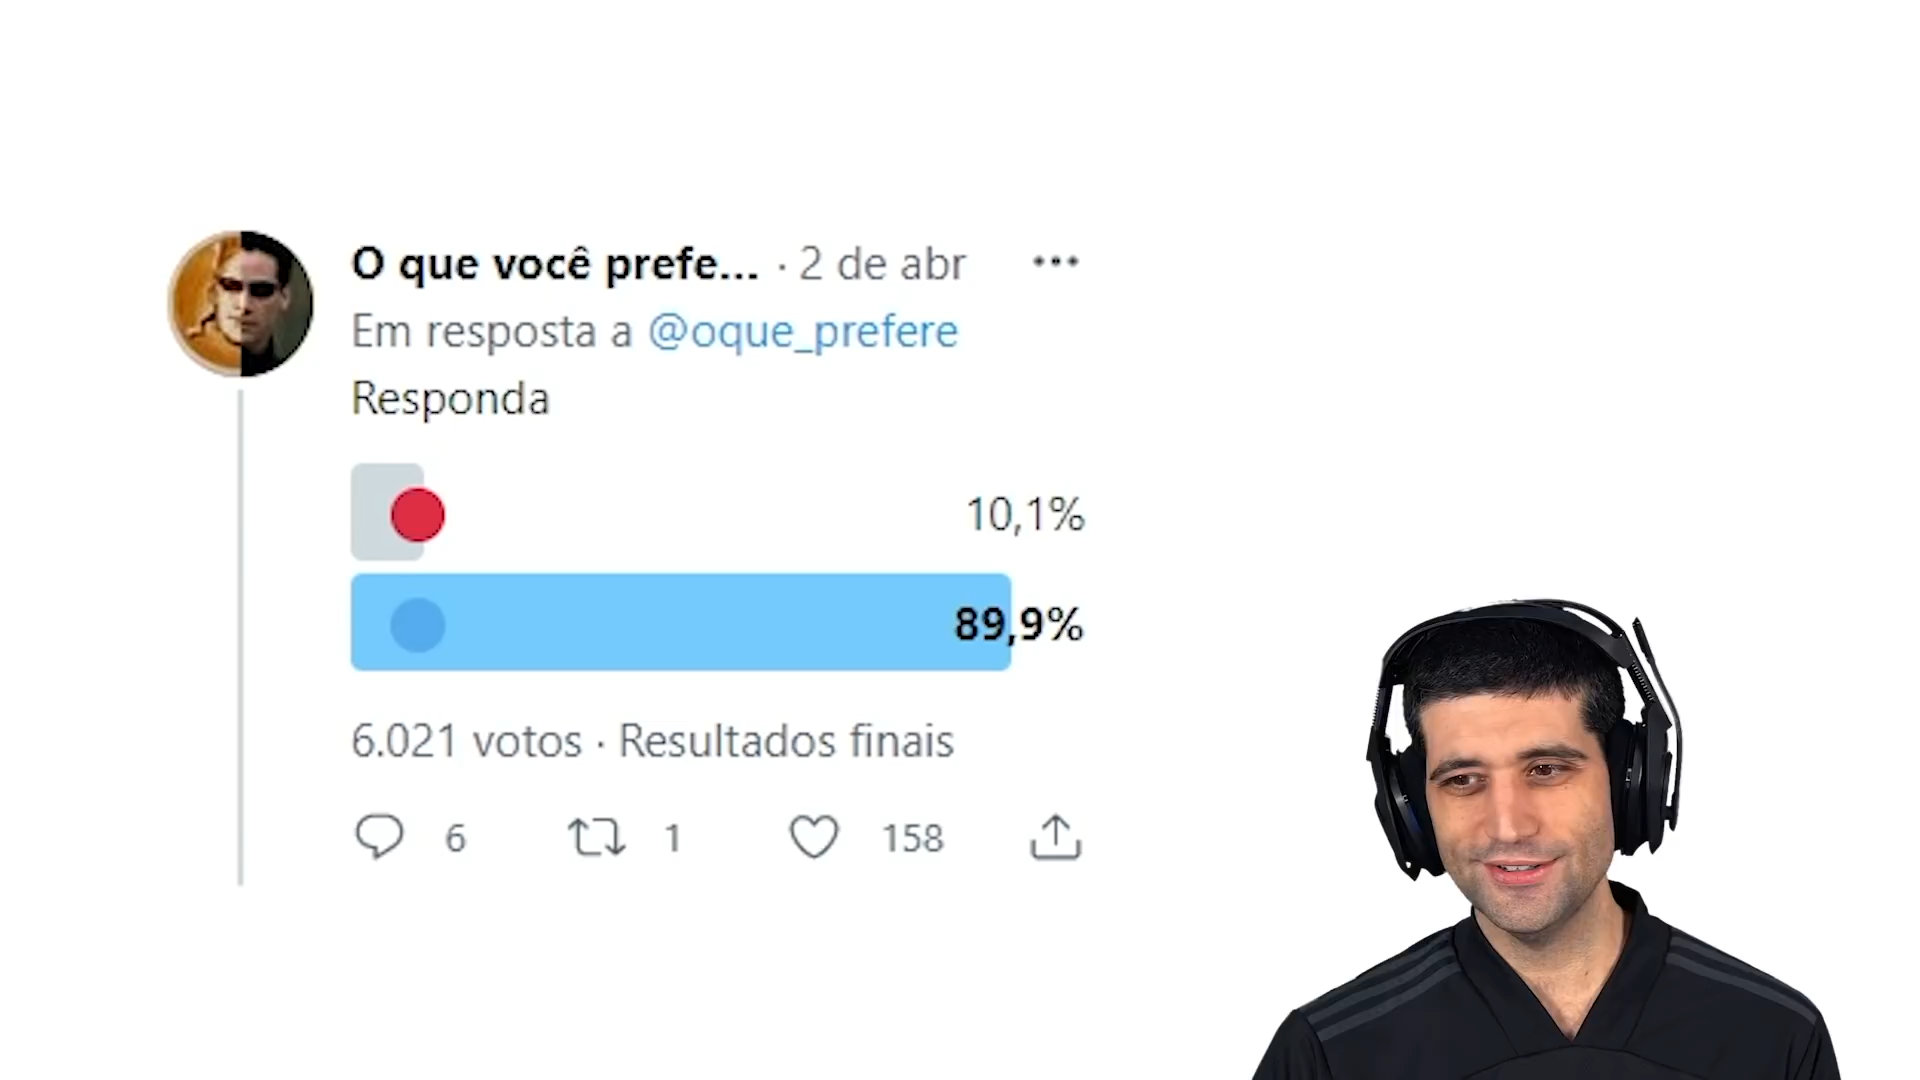 O que você prefe... · 2 de abr
Em resposta a @oque_prefere
Responda
10,1%
89,9%
6.021 votos · Resultados finais
6 1 158